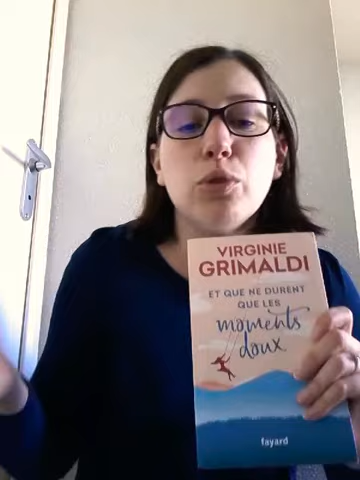 VIRGINIE
GRIMALDI
ET QUE NE DURENT
QUE LES
moments
doux
fayard